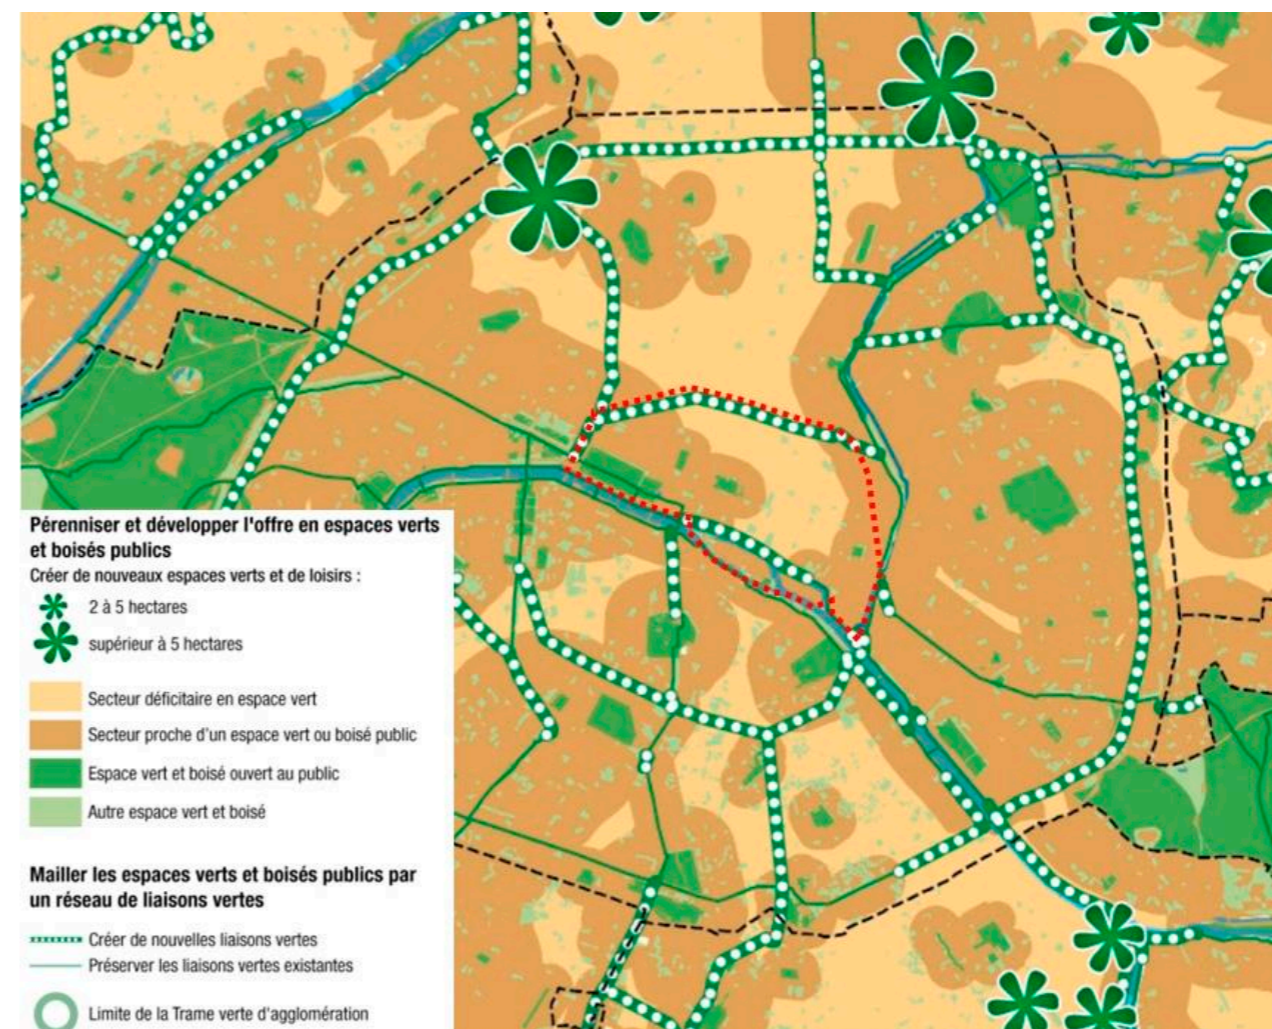 Pérenniser et développer l'offre en espaces verts
et boisés publics
Créer de nouveaux espaces verts et de loisirs :
2 à 5 hectares
supérieur à 5 hectares
Secteur déficitaire en espace vert
Secteur proche d'un espace vert ou boisé public
Espace vert et boisé ouvert au public
Autre espace vert et boisé
Mailler les espaces verts et boisés publics par
un réseau de liaisons vertes
Créer de nouvelles liaisons vertes
Préserver les liaisons vertes existantes
Limite de la Trame verte d'agglomération